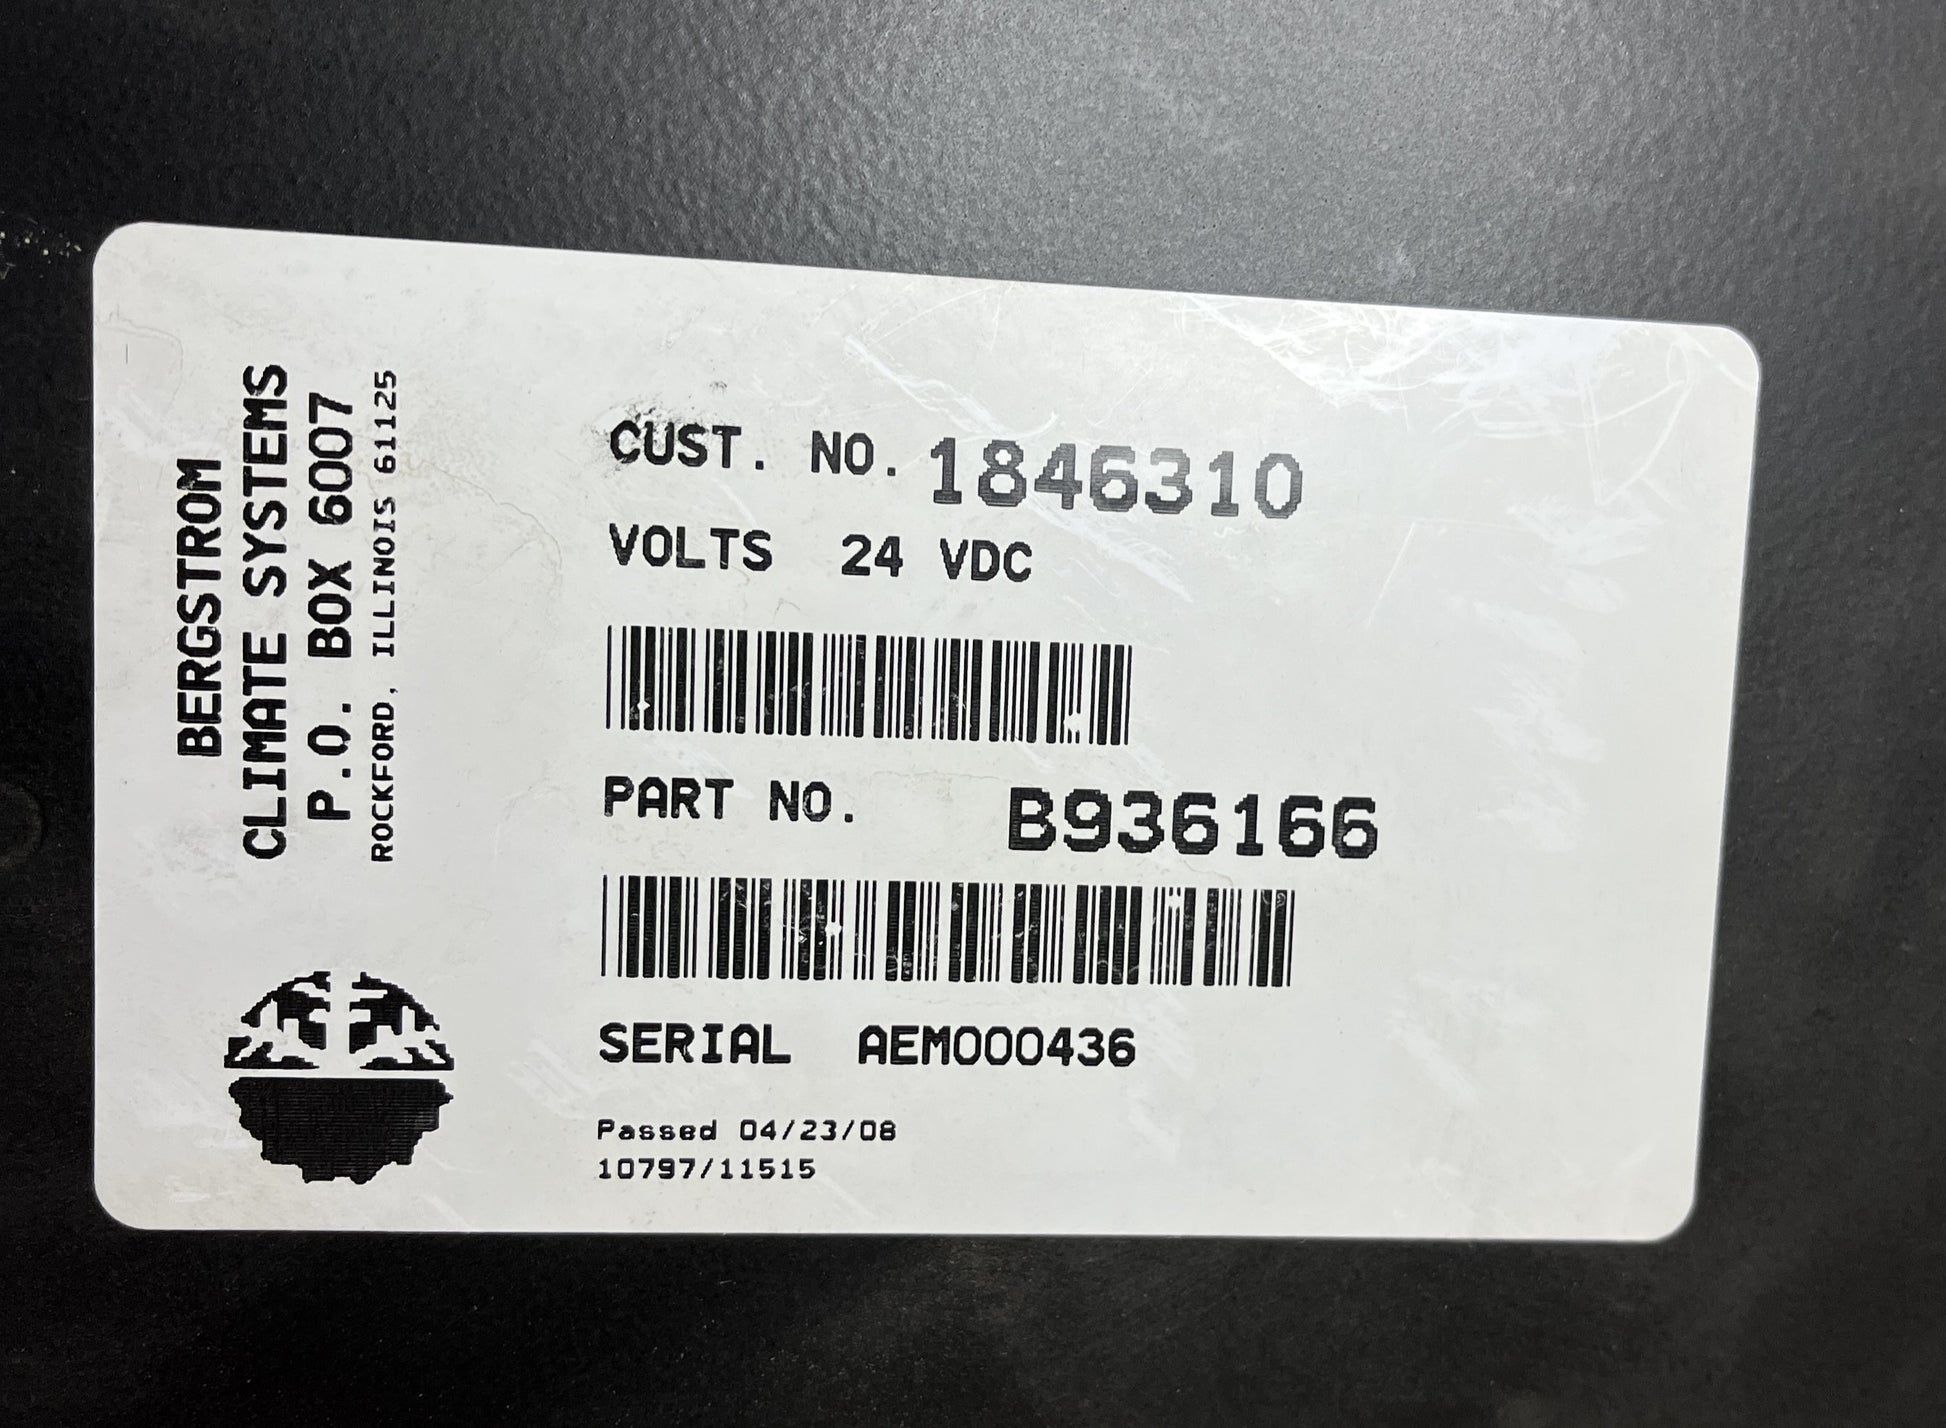 BERGSTROM
CLIMATE SYSTEMS
P.O. BOX 6007
ROCKFORD, ILLINOIS 61125
CUST. NO. 1846310
VOLTS 24 VDC
PART NO. B936166
SERIAL AEM000436
Passed 04/23/08
10797/11515